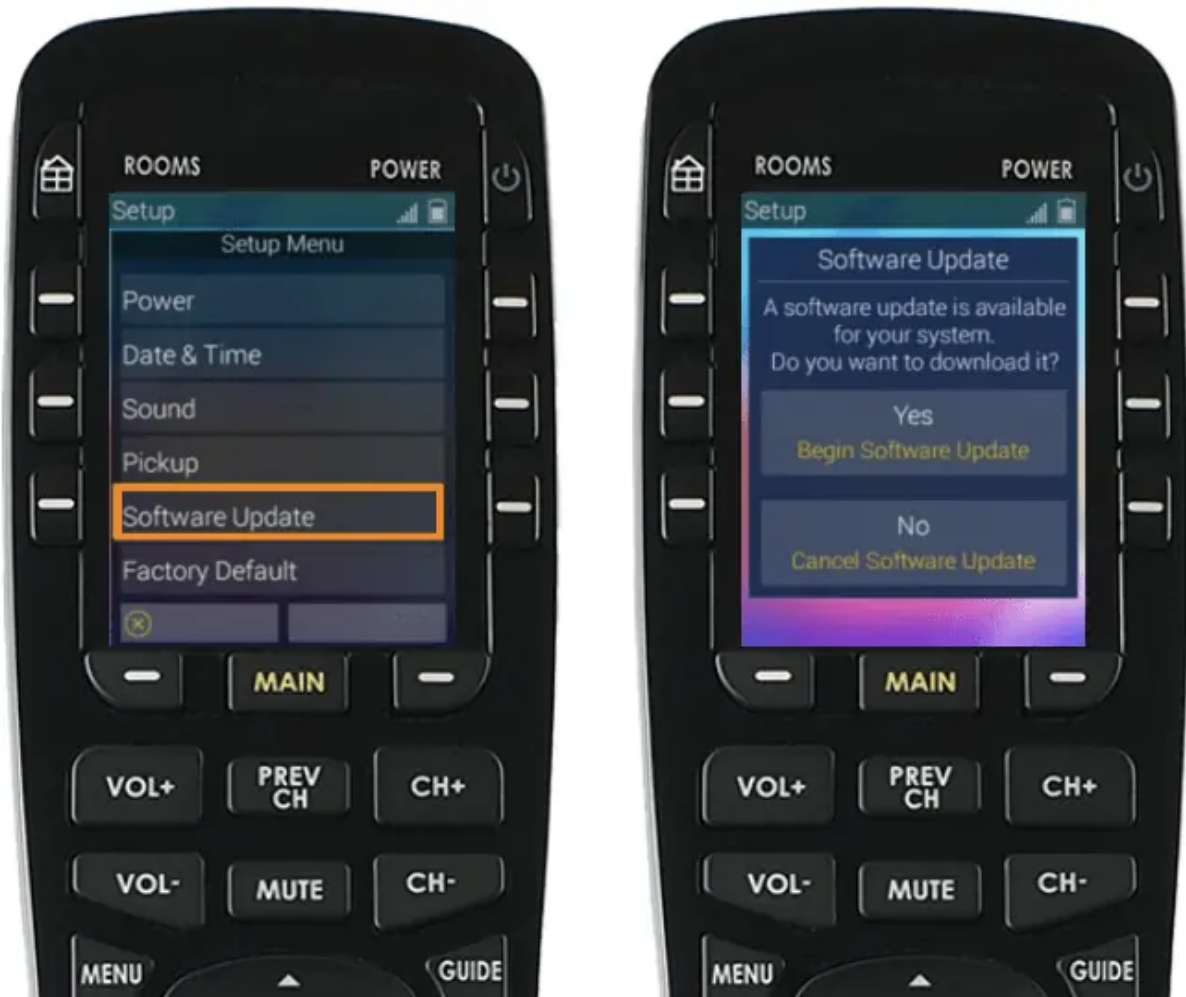 ROOMS
POWER
Setup
Setup Menu
Power
Date & Time
Sound
Pickup
Software Update
Factory Default
MAIN
VOL+
PREV
CH
CH+
VOL-
MUTE
CH-
MENU
GUIDE
ROOMS
POWER
Setup
Software Update
A software update is available
for your system.
Do you want to download it?
Yes
Begin Software Update
No
Cancel Software Update
MAIN
VOL+
PREV
CH
CH+
VOL-
MUTE
CH-
MENU
GUIDE